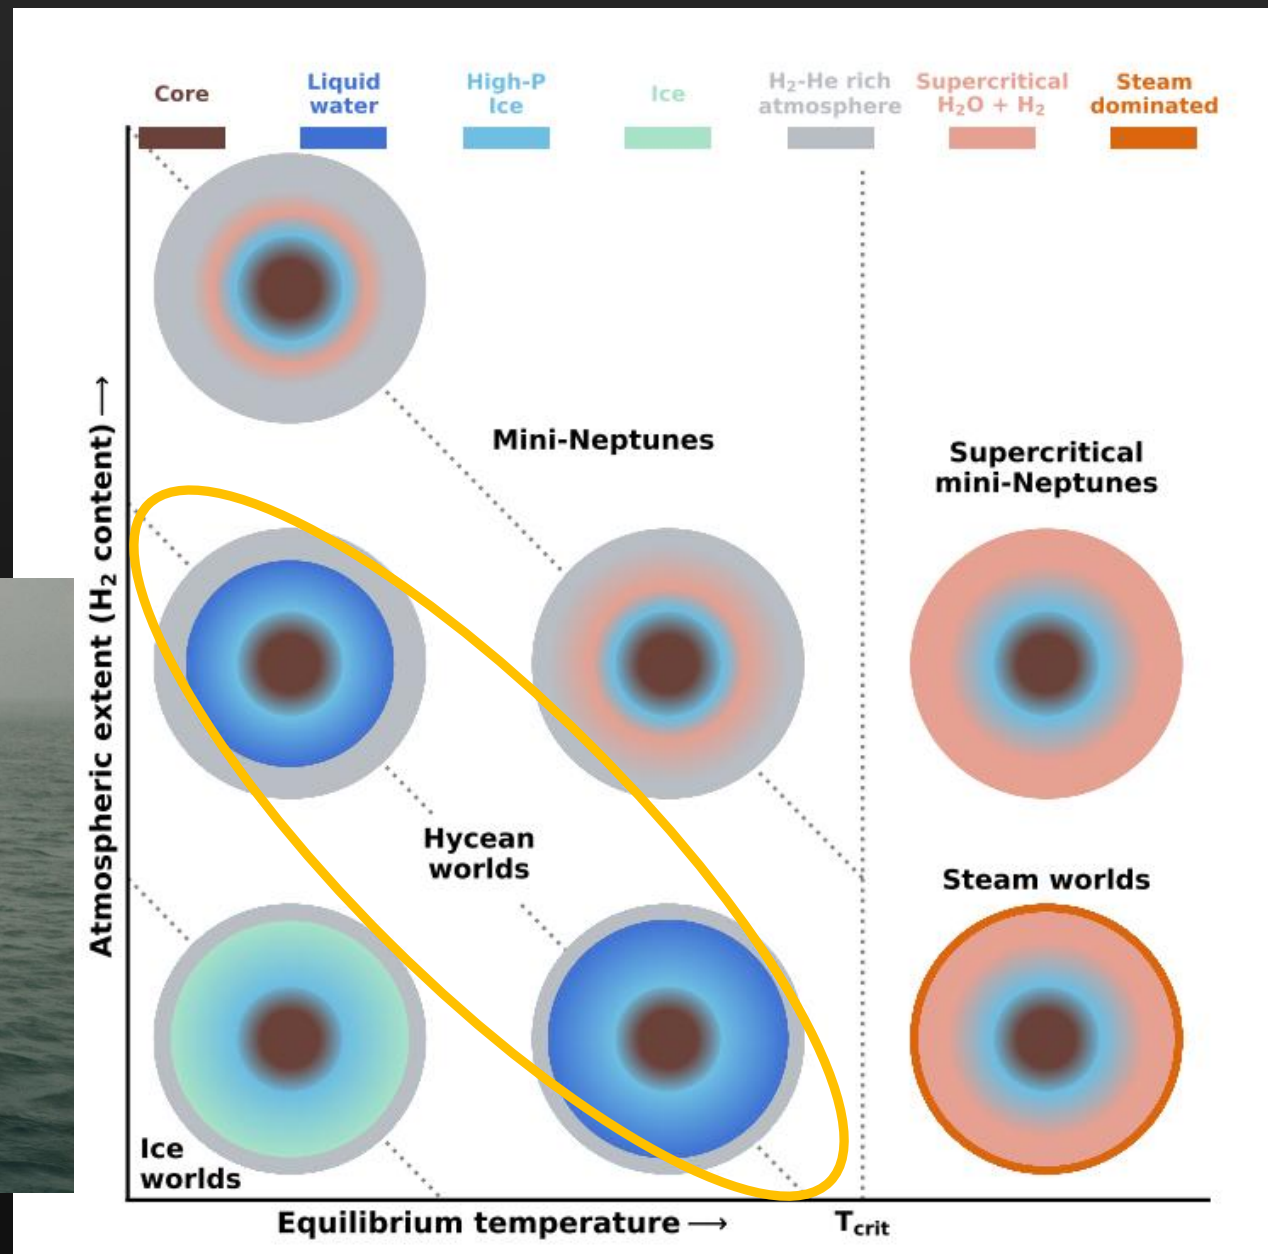 Core
Liquid
water
High-P
Ice
Ice
H₂-He rich
atmosphere
Supercritical
H₂O + H₂
Steam
dominated
Mini-Neptunes
Supercritical
mini-Neptunes
Atmospheric extent (H₂ content) →
Hycean
worlds
Steam worlds
Ice
worlds
Equilibrium temperature →
T_crit